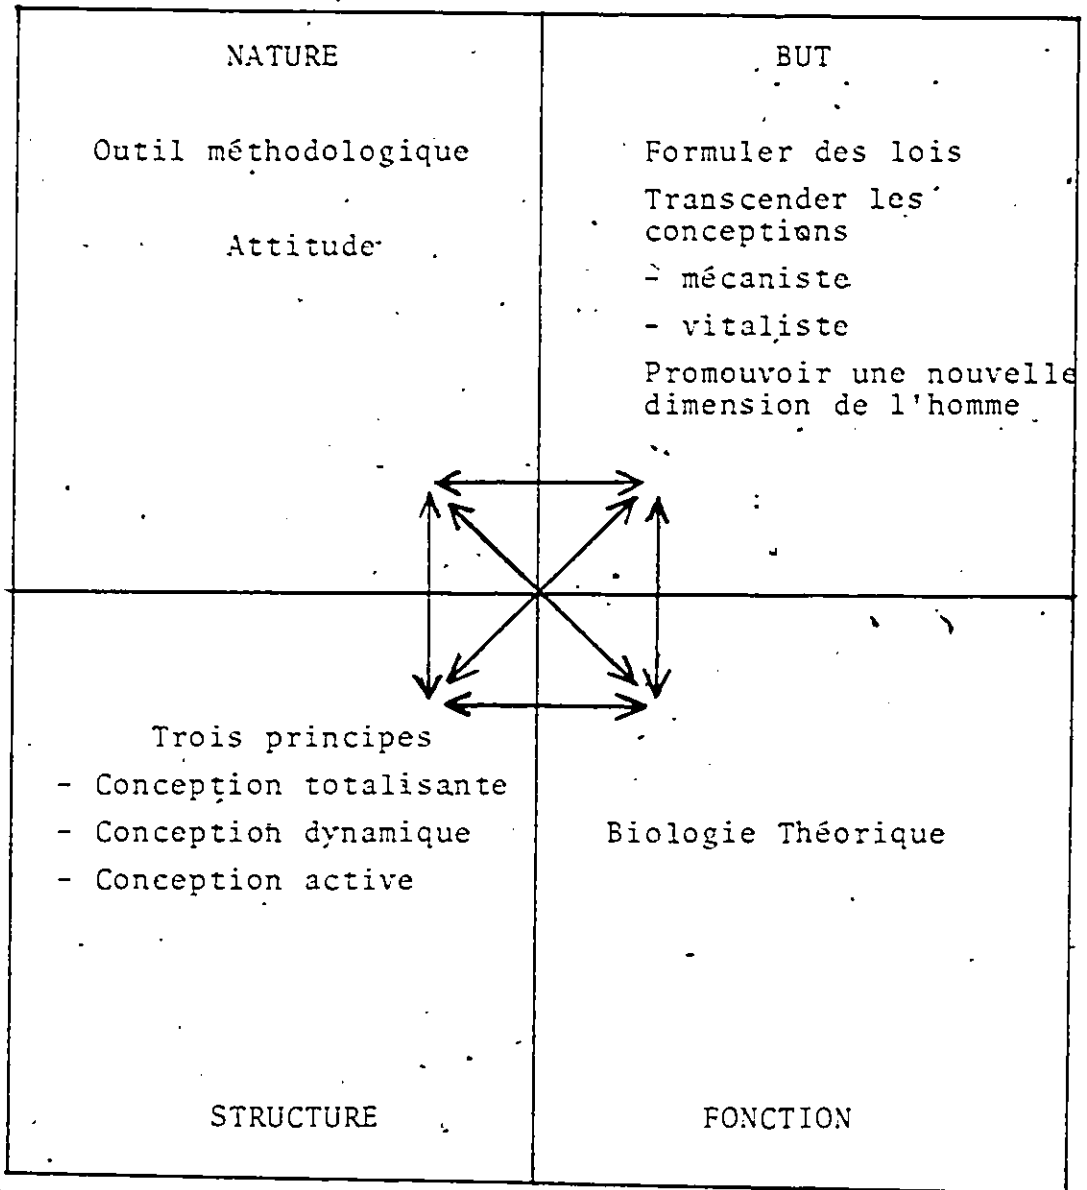 NATURE
Outil méthodologique
Attitude
BUT
Formuler des lois
Transcender les
conceptions
- mécaniste
- vitaliste
Promouvoir une nouvelle
dimension de l'homme
Trois principes
- Conception totalisante
- Conception dynamique
- Conception active
STRUCTURE
Biologie Théorique
FONCTION